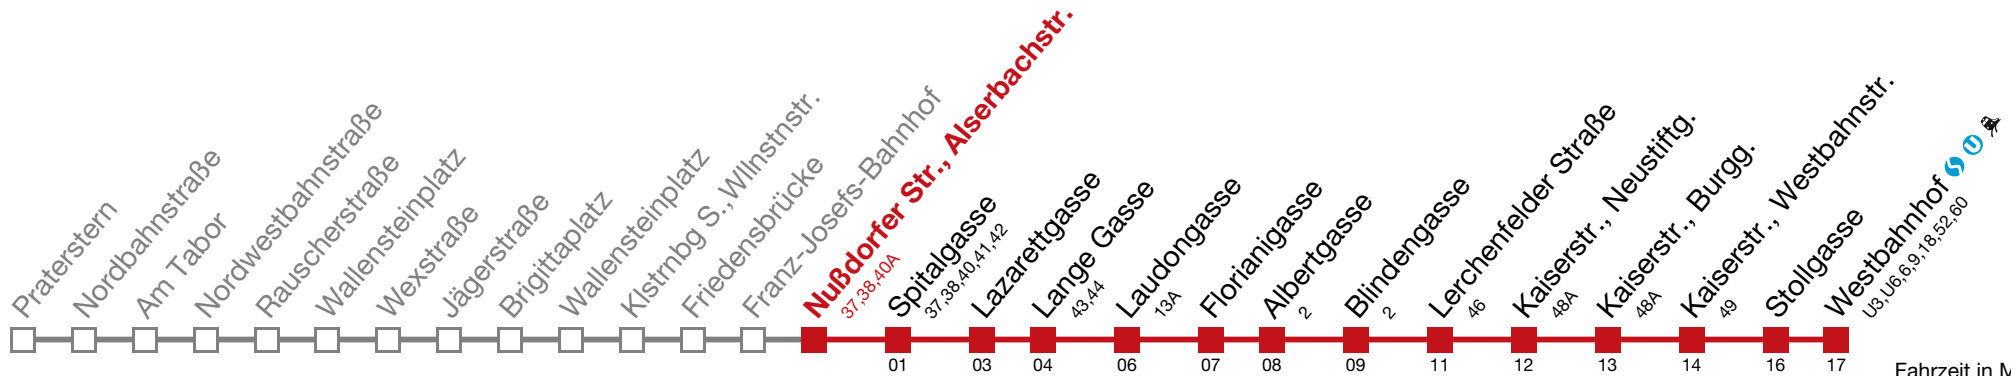 Praterstern
Nordbahnstraße
Am Tabor
Nordwestbahnstraße
Rauscherstraße
Wallensteinplatz
Wexstraße
Jägerstraße
Brigittaplatz
Wallensteinplatz
Klstrnbg S., Wllnstnstr.
Friedensbrücke
Franz-Josefs-Bahnhof
Nußdorfer Str., Alserbachstr.
37,38,40A
Spitalgasse
37,38,40,41,42
Lazarettgasse
Lange Gasse
43,44
Laudongasse
13A
Florianigasse
Albertgasse
2
Blindengasse
2
Lerchenfelder Straße
46
Kaiserstr., Neustiftg.
48A
Kaiserstr., Burgg.
48A
Kaiserstr., Westbahnstr.
49
Stollgasse
Westbahnhof S U
U3,U6,6,9,18,52,60
01 03 04 06 07 08 09 11 12 13 14 16 17
Fahrzeit in M